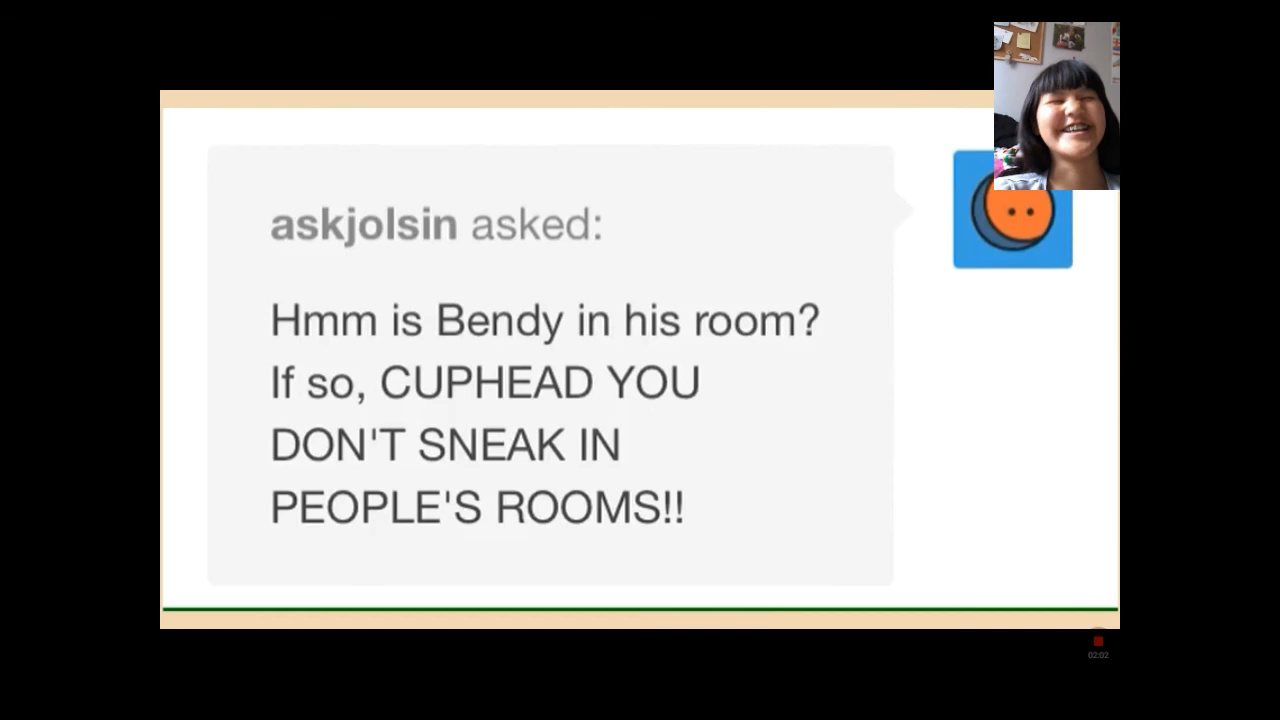 askjolsin asked:
Hmm is Bendy in his room?
If so, CUPHEAD YOU
DON'T SNEAK IN
PEOPLE'S ROOMS!!
02:02